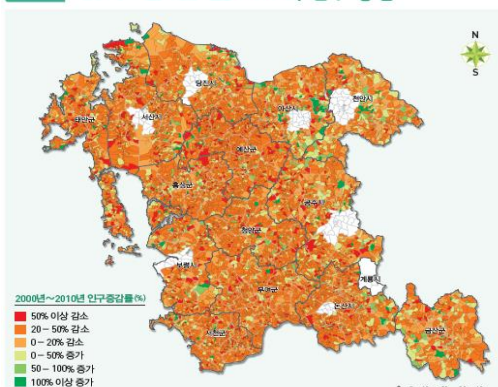 N
S
당진시
천안시
아산시
서산시
태안군
예산군
홍성군
공주시
청양군
보령시
계룡시
부여군
논산시
서천군
금산군
2000년~2010년 인구증감률(%)
50% 이상 감소
20 – 50% 감소
0 – 20% 감소
0 – 50% 증가
50 – 100% 증가
100% 이상 증가